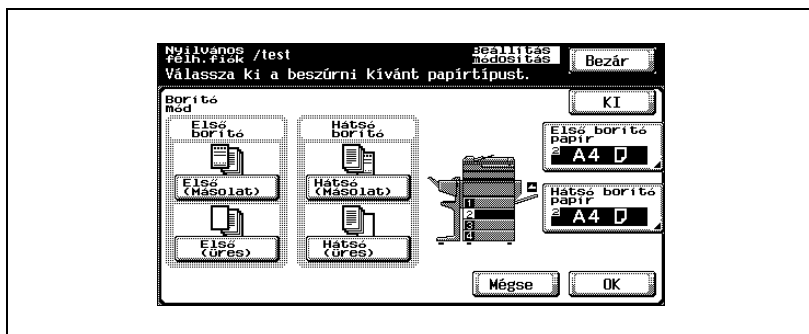 Nyilvános
félh.fiók /test
Beállítás
módosítás
Bezár
Válassza ki a beszúrni kívánt papírtípust.
Borító
mód
KI
Első
borító
Hátsó
borító
Első borító
papír
2 A4
Első
(Másolat)
Hátsó
(Másolat)
Hátsó borító
papír
2 A4
1
2
3
4
Első
(üres)
Hátsó
(üres)
Mégse
OK